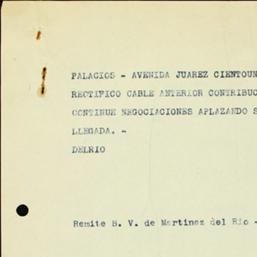 PALACIOS - AVENIDA JUAREZ CIENTOUN
RECTIFICO CABLE ANTERIOR CONTRIBUC
CONTINUE NEGOCIACIONES APLAZANDO S
LLEGADA. -
DELRIO
Remite B. V. de Martinez del Rio -